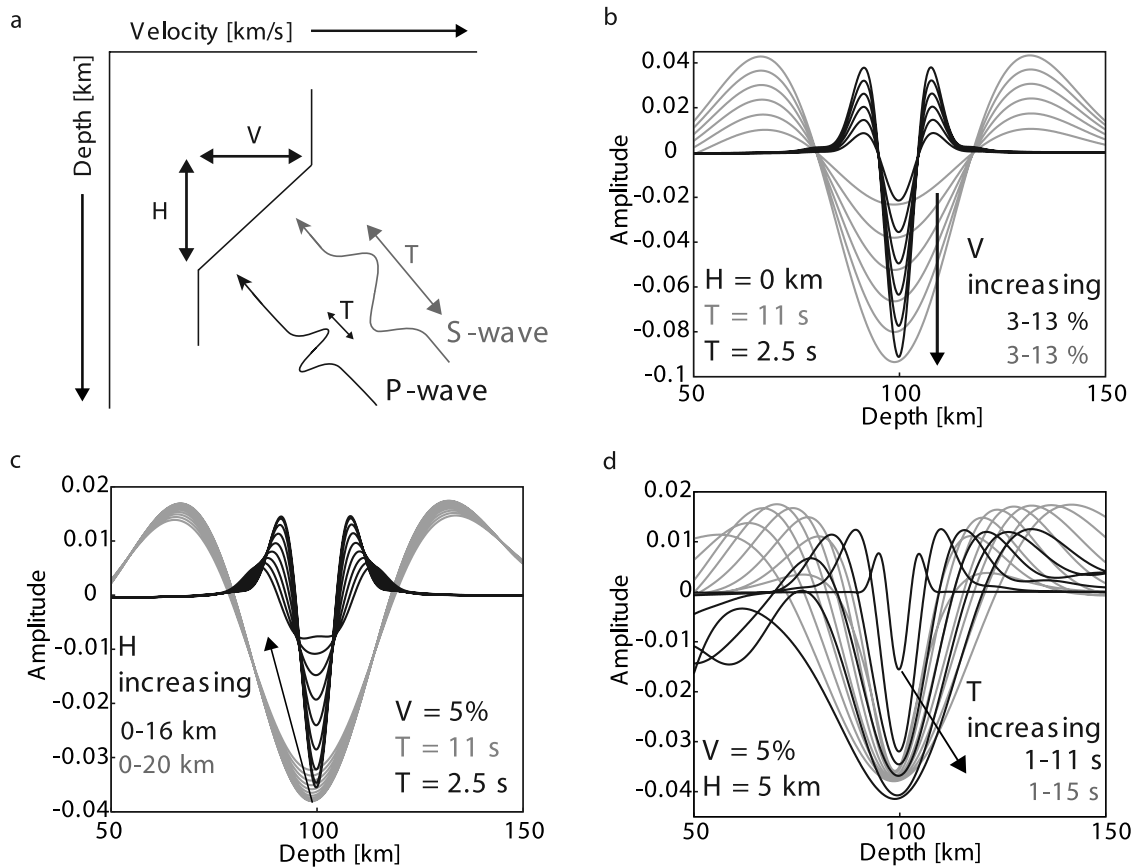 a
Velocity [km/s]
Depth [km]
V
H
T
S-wave
T
P-wave
b
0.04
0.02
0
-0.02
-0.04
-0.06
-0.08
-0.1
Amplitude
H = 0 km
T = 11 s
T = 2.5 s
V
increasing
3-13 %
3-13 %
50
100
150
Depth [km]
c
0.02
0.01
0
-0.01
-0.02
-0.03
-0.04
Amplitude
H
increasing
0-16 km
0-20 km
V = 5%
T = 11 s
T = 2.5 s
50
100
150
Depth [km]
d
0.02
0.01
0
-0.01
-0.02
-0.03
-0.04
Amplitude
V = 5%
H = 5 km
T
increasing
1-11 s
1-15 s
50
100
150
Depth [km]